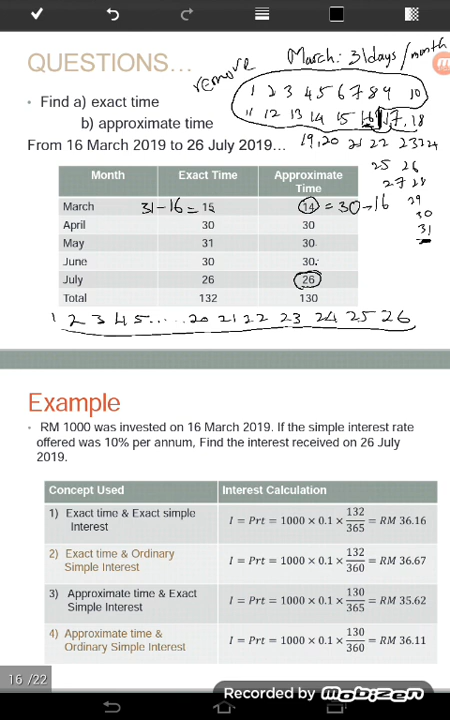 March: 31 days / month
QUESTIONS...
remove
1 2 3 4 5 6 7 8 9 10
11 12 13 14 15 16 17, 18
19, 20 21 22 23 24
25 26
27 28
29
30
31
• Find a) exact time
b) approximate time
From 16 March 2019 to 26 July 2019...
Month Exact Time Approximate Time
March 31-16 = 15 14 = 30 → 16
April 30 30
May 31 30
June 30 30
July 26 26
Total 132 130
1 2 3 4 5 ..... 20 21 22 23 24 25 26
Example
• RM 1000 was invested on 16 March 2019. If the simple interest rate
offered was 10% per annum, Find the interest received on 26 July
2019.
Concept Used Interest Calculation
1) Exact time & Exact simple
Interest
I = Prt = 1000 × 0.1 × 132/365 = RM 36.16
2) Exact time & Ordinary
Simple Interest
I = Prt = 1000 × 0.1 × 132/360 = RM 36.67
3) Approximate time & Exact
Simple Interest
I = Prt = 1000 × 0.1 × 130/365 = RM 35.62
4) Approximate time &
Ordinary Simple Interest
I = Prt = 1000 × 0.1 × 130/360 = RM 36.11
16 /22
Recorded by Mobizen